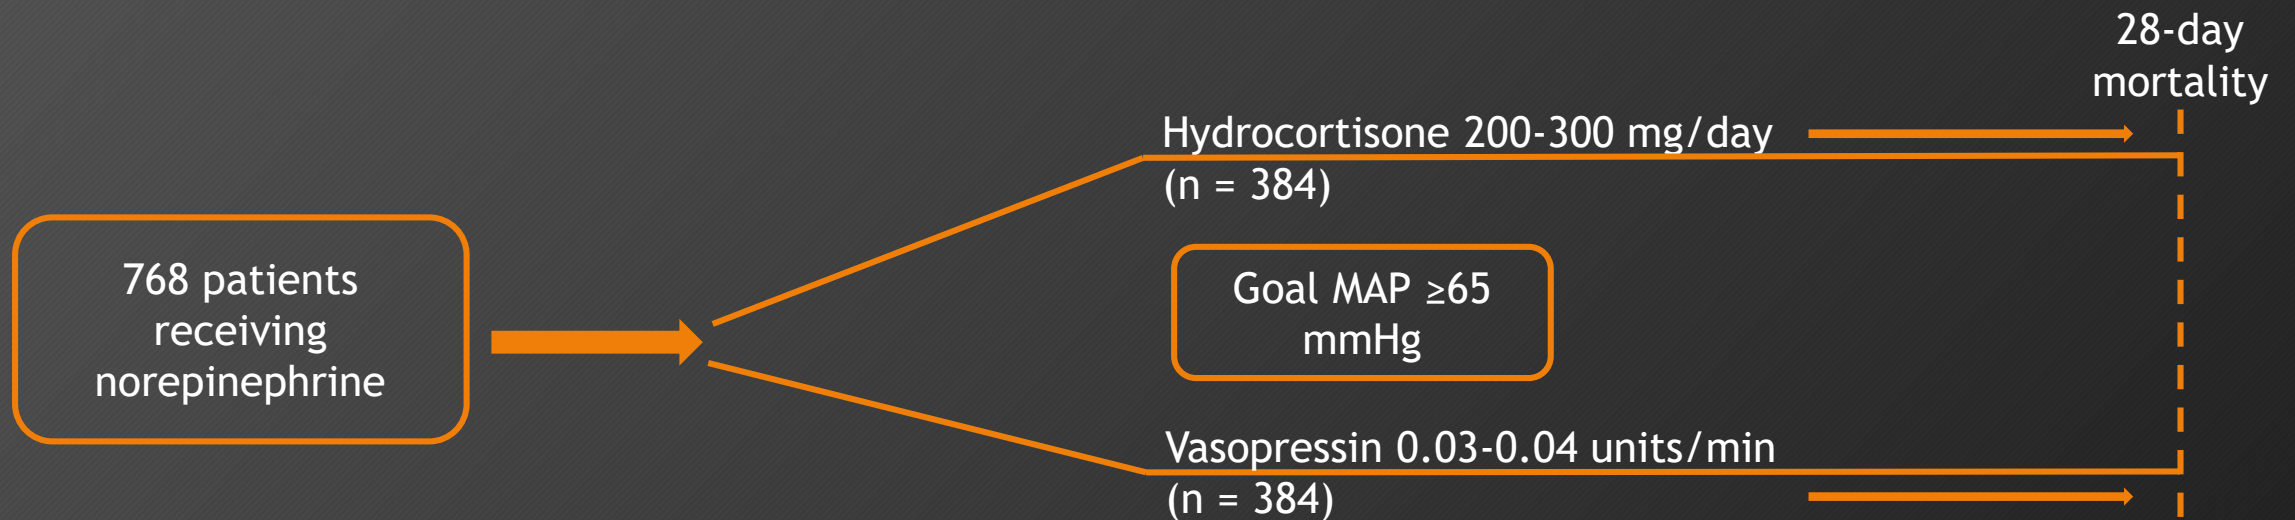 768 patients
receiving
norepinephrine
Hydrocortisone 200-300 mg/day
(n = 384)
Goal MAP ≥65
mmHg
Vasopressin 0.03-0.04 units/min
(n = 384)
28-day
mortality